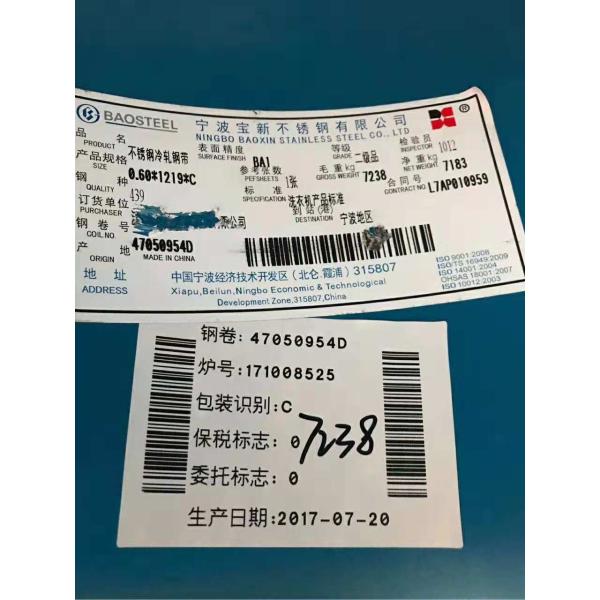 BAOSTEEL 宁波宝新不锈钢有限公司 ®
NINGBO BAOXIN STAINLESS STEEL CO., LTD
品名 不锈钢冷轧钢带 表面精度 BA1 等级 二级品 检验员 1012
PRODUCT SURFACE FINISH GRADE INSPECTOR
产品规格 0.60*1219*C 参考张数 1张 毛重 kg 7238 净重 kg 7183
SIZE PEFSHEETS GROSS WEIGHT NET WEIGHT
钢种 439 标准 洗衣机产品标准 合同号 L7AP010959
QUALITY SPEC CONTRACT NO
订货单位 有限公司 到站(港) 宁波地区
PURCHASER DESTINATION
钢卷号 47050954D
COIL NO.
产地 MADE IN CHINA
ORIGIN
地址 中国宁波经济技术开发区（北仑.霞浦）315807
ADDRESS Xiapu,Beilun,Ningbo Economic & Technological
Development Zone,315807,China
ISO 9001:2008
ISO/TS 16949:2009
ISO 14001:2004
OHSAS 18001:2007
ISO 10012:2003
钢卷: 47050954D
炉号:171008525
包装识别:C
保税标志: 0 7238
委托标志: 0
生产日期:2017-07-20